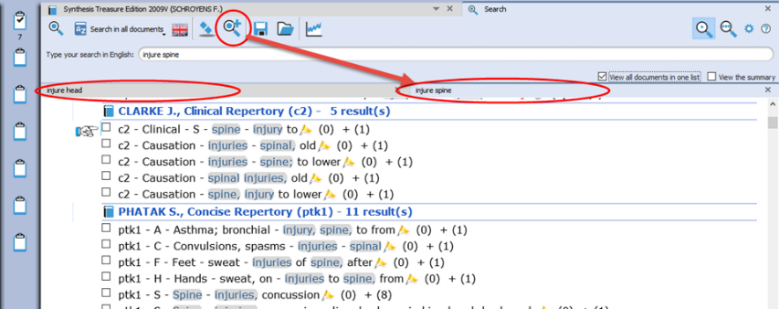 Synthesis Treasure Edition 2009V (SCHROYENS F.)
Search
Search in all documents
7
Type your search in English:
injure spine
View all documents in one list
View the summary
injure head
injure spine
CLARKE J., Clinical Repertory (c2) - 5 result(s)
c2 - Clinical - S - spine - injury to (0) + (1)
c2 - Causation - injuries - spinal, old (0) + (1)
c2 - Causation - injuries - spine; to lower (0) + (1)
c2 - Causation - spinal injuries, old (0) + (1)
c2 - Causation - spine, injury to lower (0) + (1)
PHATAK S., Concise Repertory (ptk1) - 11 result(s)
ptk1 - A - Asthma; bronchial - injury, spine, to from (0) + (1)
ptk1 - C - Convulsions, spasms - injuries - spinal (0) + (1)
ptk1 - F - Feet - sweat - injuries of spine, after (0) + (1)
ptk1 - H - Hands - sweat, on - injuries to spine, from (0) + (1)
ptk1 - S - Spine - injuries, concussion (0) + (8)